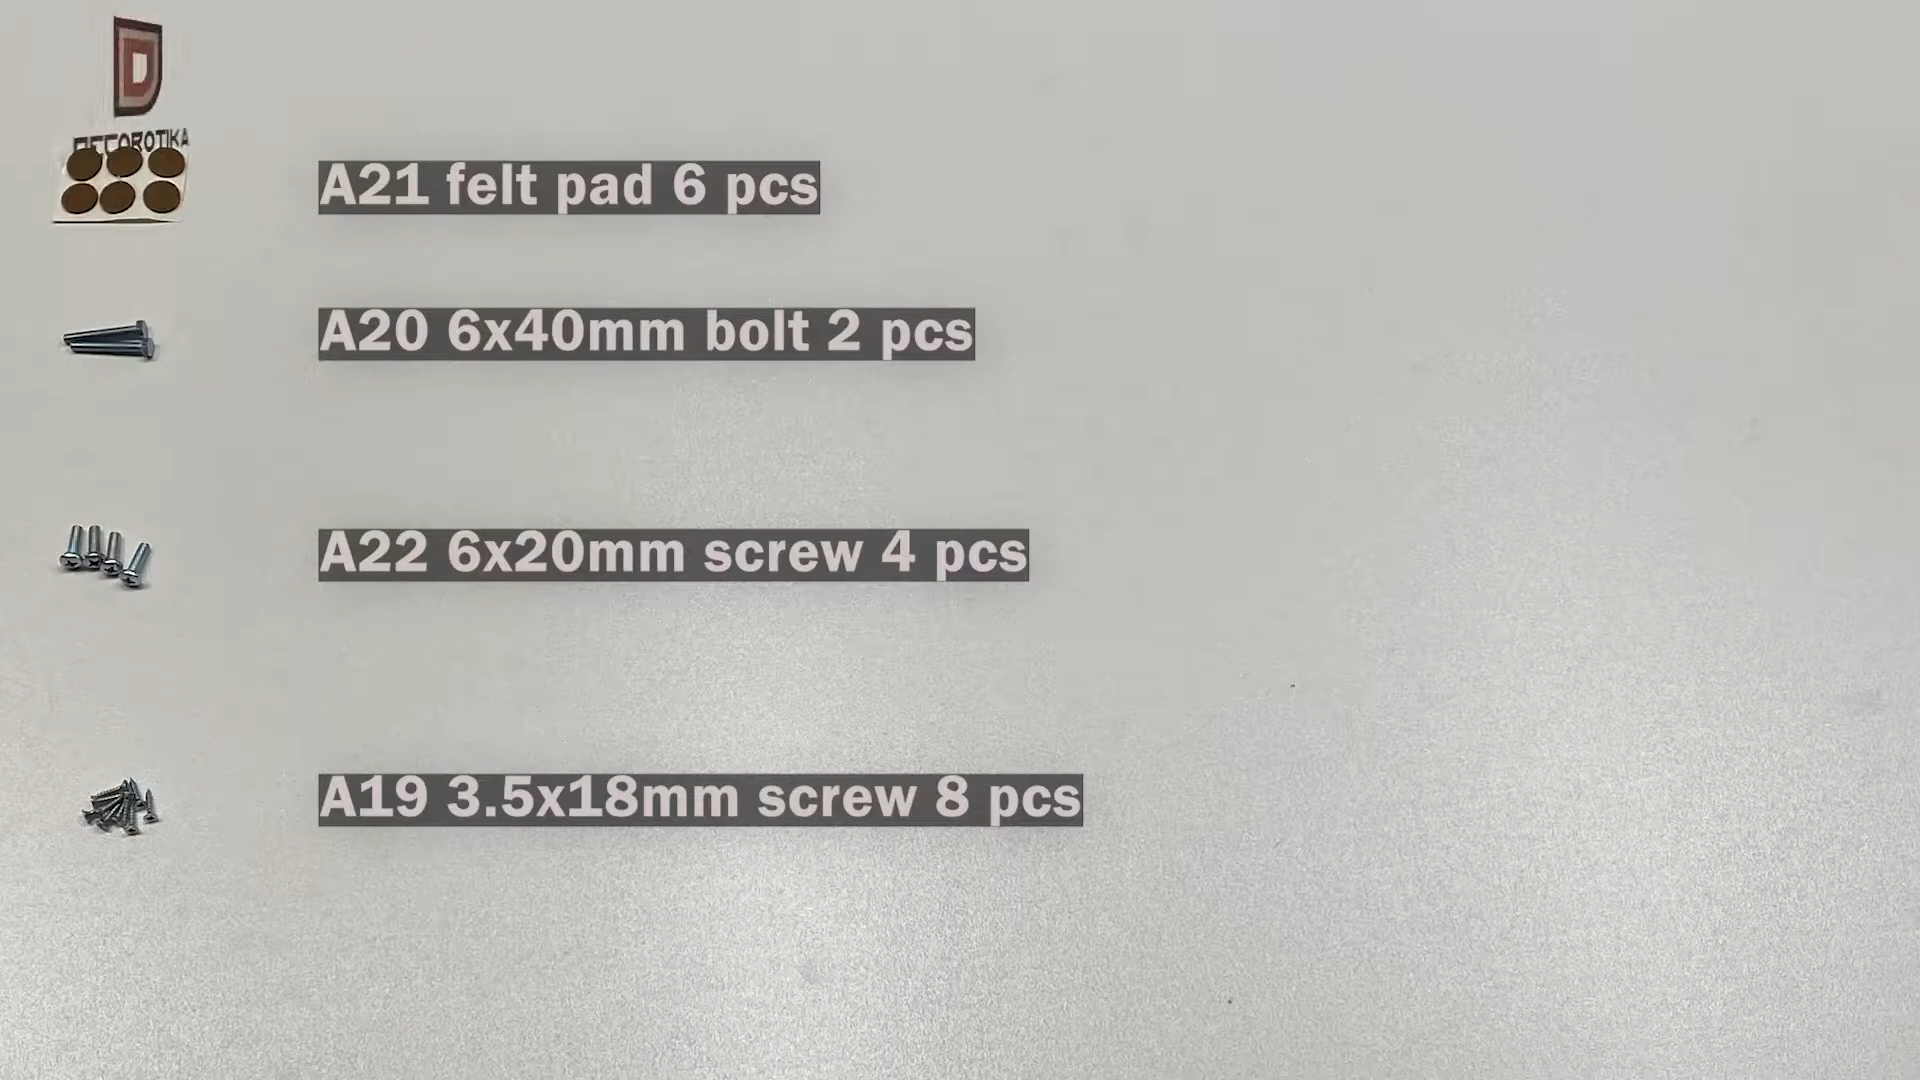 DECOROTIKA
A21 felt pad 6 pcs
A20 6x40mm bolt 2 pcs
A22 6x20mm screw 4 pcs
A19 3.5x18mm screw 8 pcs